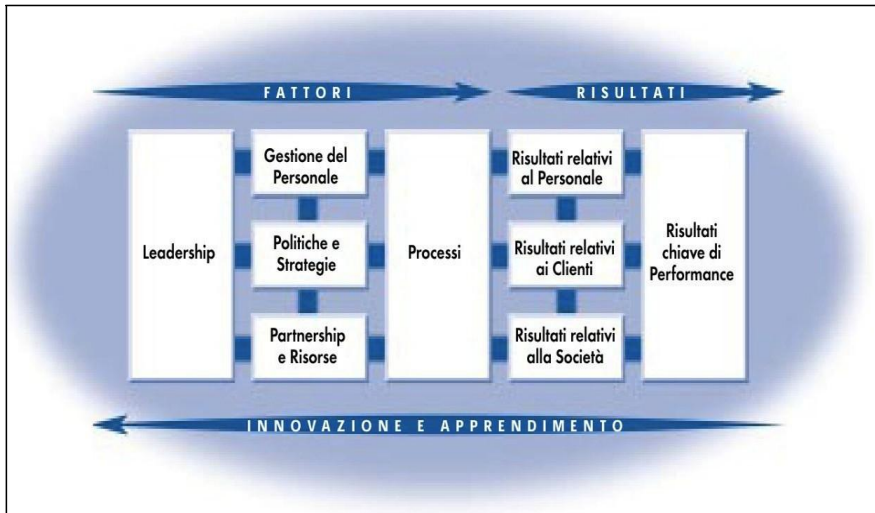 FATTORI
RISULTATI
Leadership
Gestione del
Personale
Politiche e
Strategie
Partnership
e Risorse
Processi
Risultati relativi
al Personale
Risultati relativi
ai Clienti
Risultati relativi
alla Società
Risultati
chiave di
Performance
INNOVAZIONE E APPRENDIMENTO